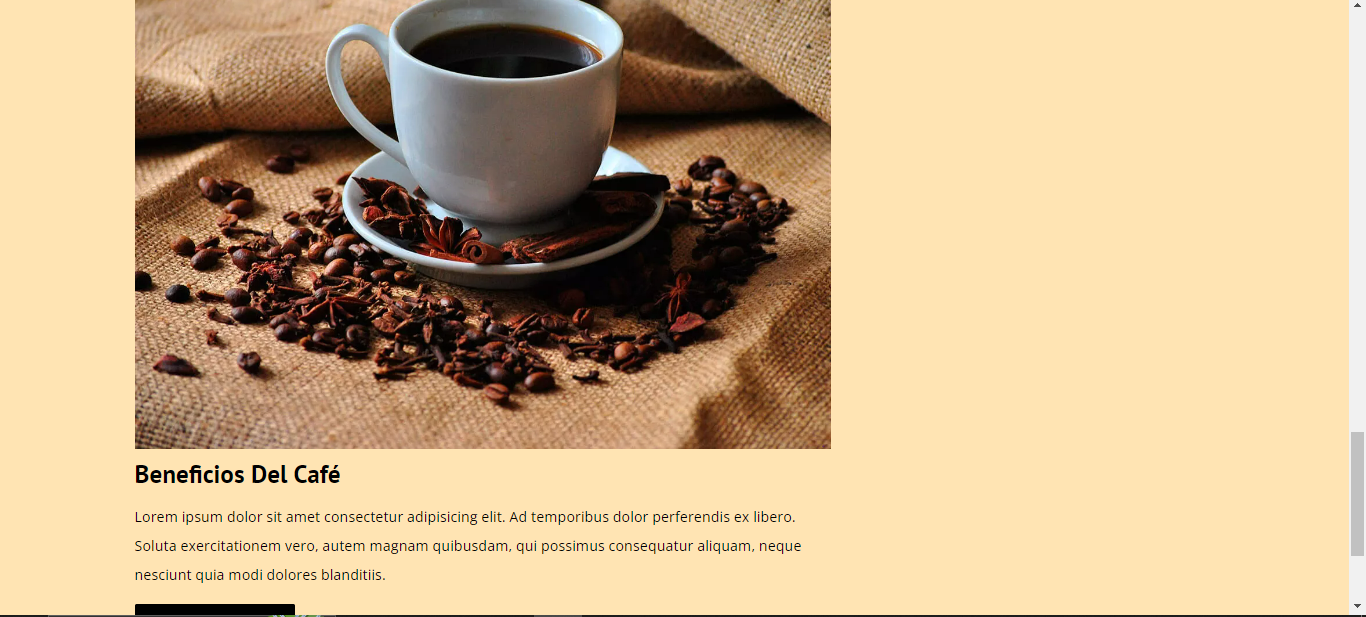 Beneficios Del Café
Lorem ipsum dolor sit amet consectetur adipisicing elit. Ad temporibus dolor perferendis ex libero.
Soluta exercitationem vero, autem magnam quibusdam, qui possimus consequatur aliquam, neque
nesciunt quia modi dolores blanditiis.